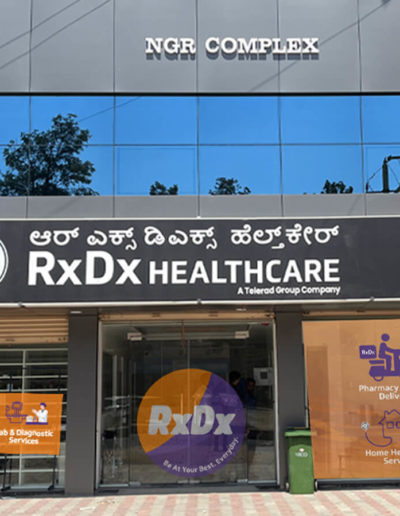 NGR COMPLEX
ಆರ್ ಎಕ್ಸ್ ಡಿಎಕ್ಸ್ ಹೆಲ್ತ್‌ಕೇರ್
RxDx HEALTHCARE
A Telerad Group Company
RxDx
Be At Your Best. Everyday.
& Diagnostic
Services
RxDx
Pharmacy
Home